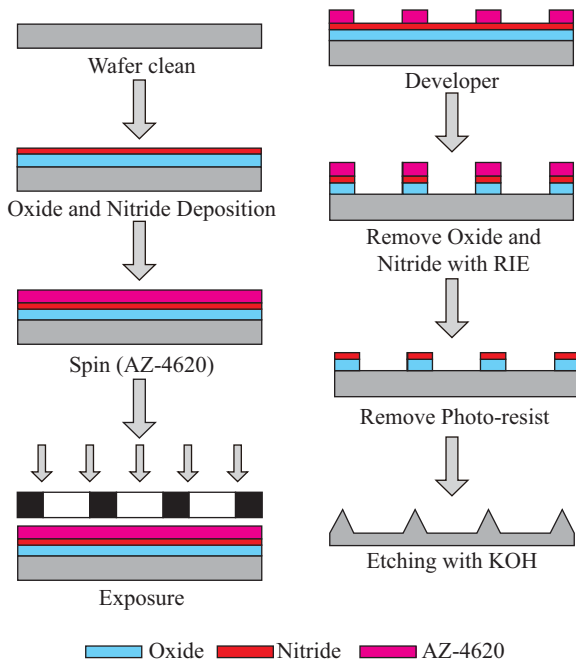 Wafer clean
Oxide and Nitride Deposition
Spin (AZ-4620)
Exposure
Developer
Remove Oxide and
Nitride with RIE
Remove Photo-resist
Etching with KOH
Oxide
Nitride
AZ-4620